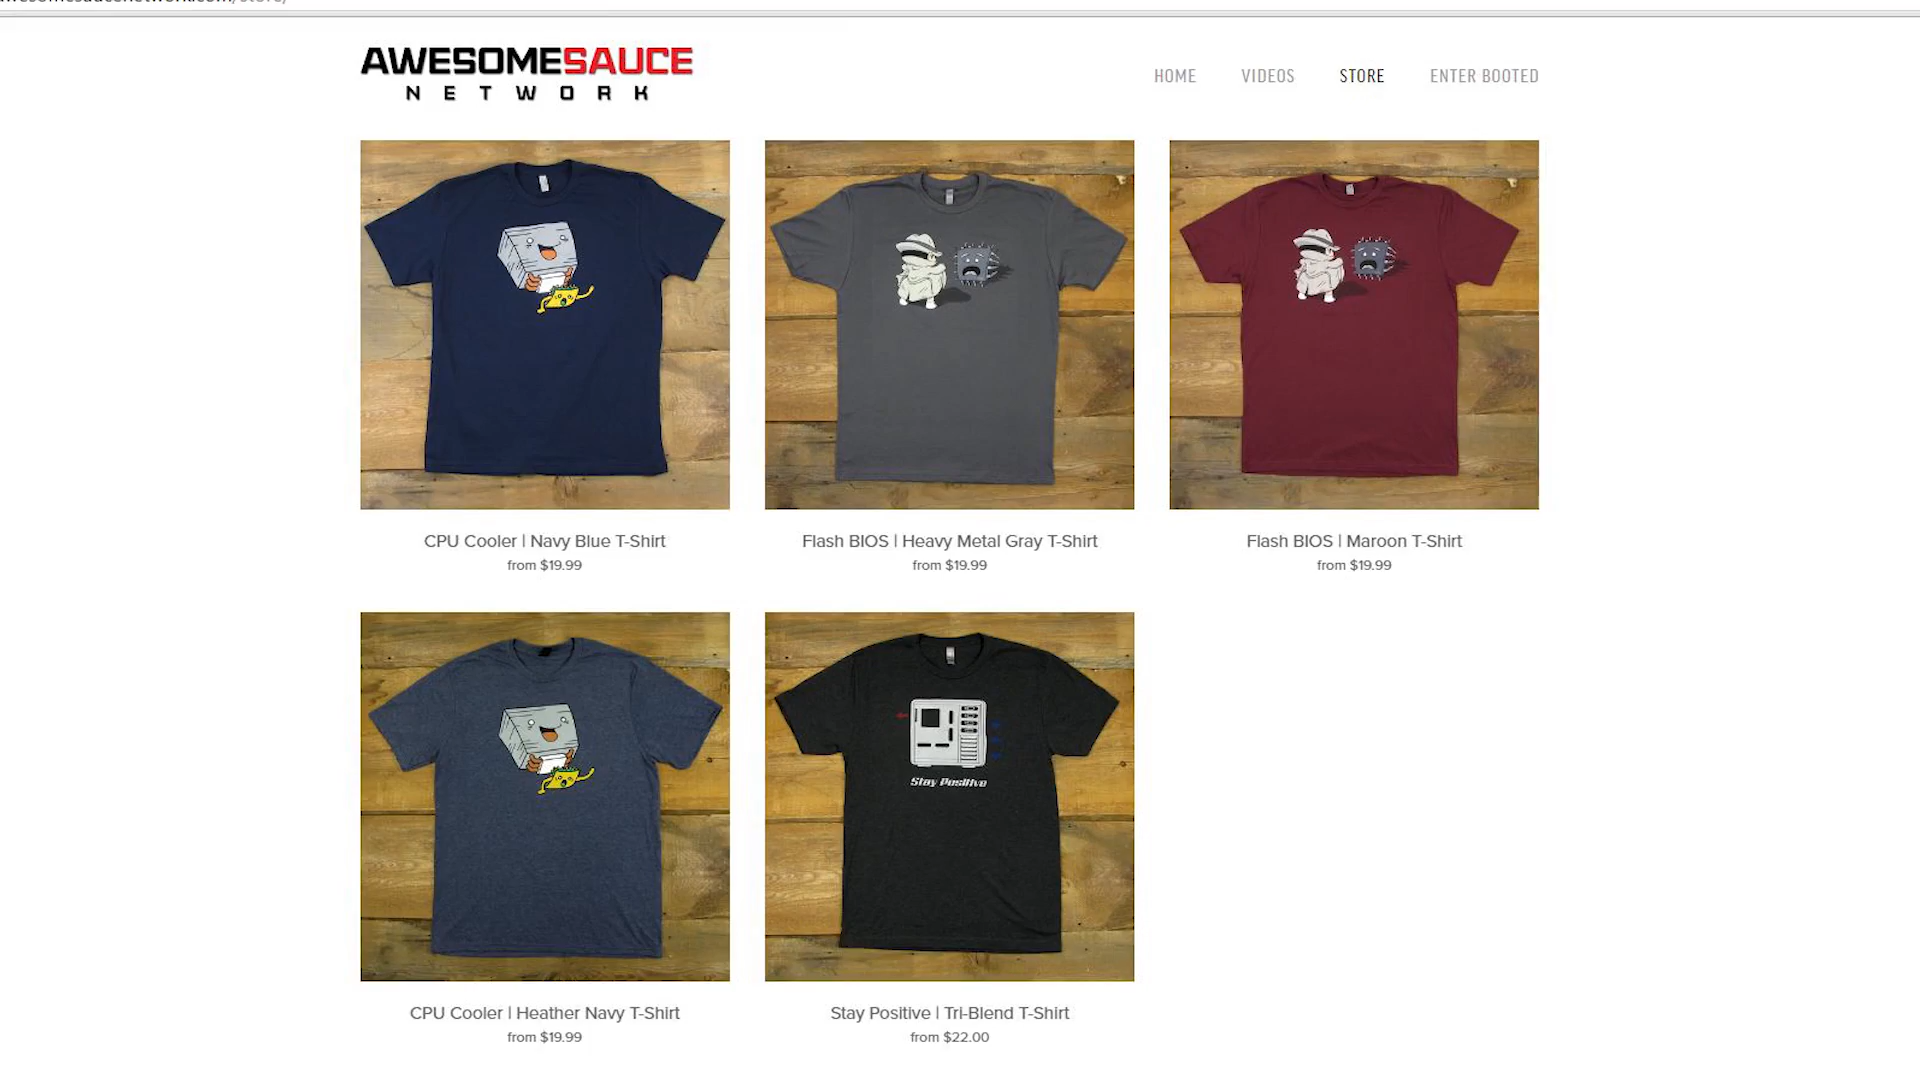 AWESOMESAUCE
NETWORK
HOME
VIDEOS
STORE
ENTER BOOTED
CPU Cooler | Navy Blue T-Shirt
from $19.99
Flash BIOS | Heavy Metal Gray T-Shirt
from $19.99
Flash BIOS | Maroon T-Shirt
from $19.99
Stay Positive
CPU Cooler | Heather Navy T-Shirt
from $19.99
Stay Positive | Tri-Blend T-Shirt
from $22.00